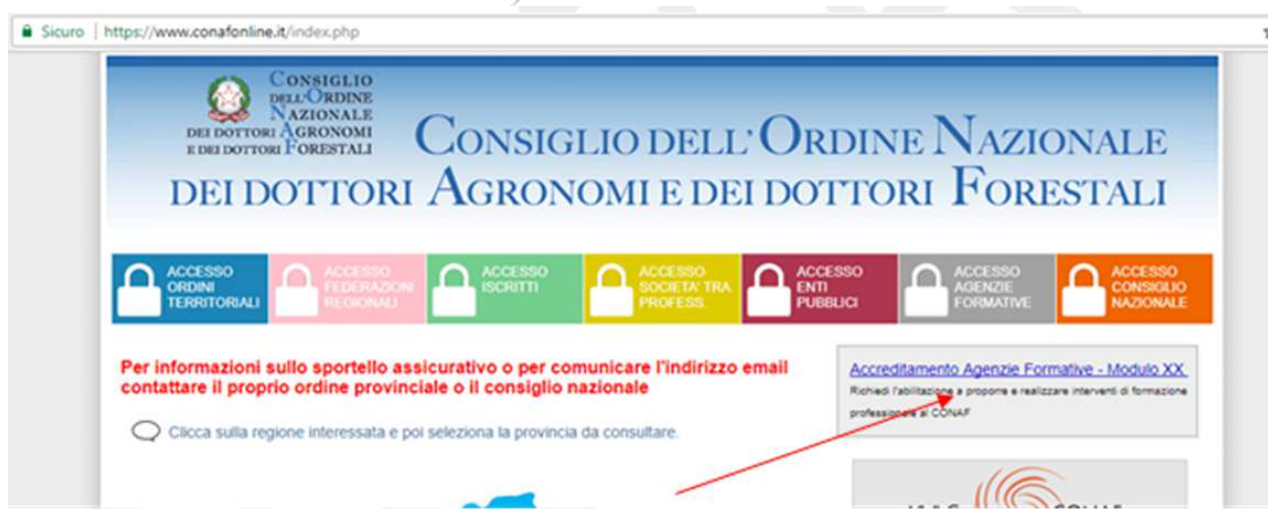 Sicuro | https://www.conafonline.it/index.php
CONSIGLIO
DELL'ORDINE
NAZIONALE
DEI DOTTORI AGRONOMI
E DEI DOTTORI FORESTALI
CONSIGLIO DELL'ORDINE NAZIONALE
DEI DOTTORI AGRONOMI E DEI DOTTORI FORESTALI
ACCESSO
ORDINI
TERRITORIALI
ACCESSO
FEDERAZIONI
REGIONALI
ACCESSO
ISCRITTI
ACCESSO
SOCIETA' TRA
PROFESS.
ACCESSO
ENTI
PUBBLICI
ACCESSO
AGENZIE
FORMATIVE
ACCESSO
CONSIGLIO
NAZIONALE
Per informazioni sullo sportello assicurativo o per comunicare l'indirizzo email
contattare il proprio ordine provinciale o il consiglio nazionale
Clicca sulla regione interessata e poi seleziona la provincia da consultare.
Accreditamento Agenzie Formative - Modulo XX
Richiedi l'abilitazione a proporre e realizzare interventi di formazione
professionale al CONAF